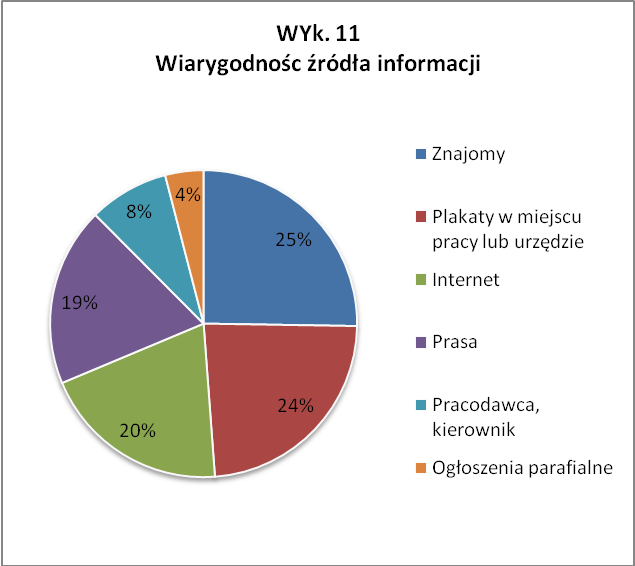 WYk. 11
Wiarygodnośc źródła informacji
25%
24%
20%
19%
8%
4%
Znajomy
Plakaty w miejscu
pracy lub urzędzie
Internet
Prasa
Pracodawca,
kierownik
Ogłoszenia parafialne